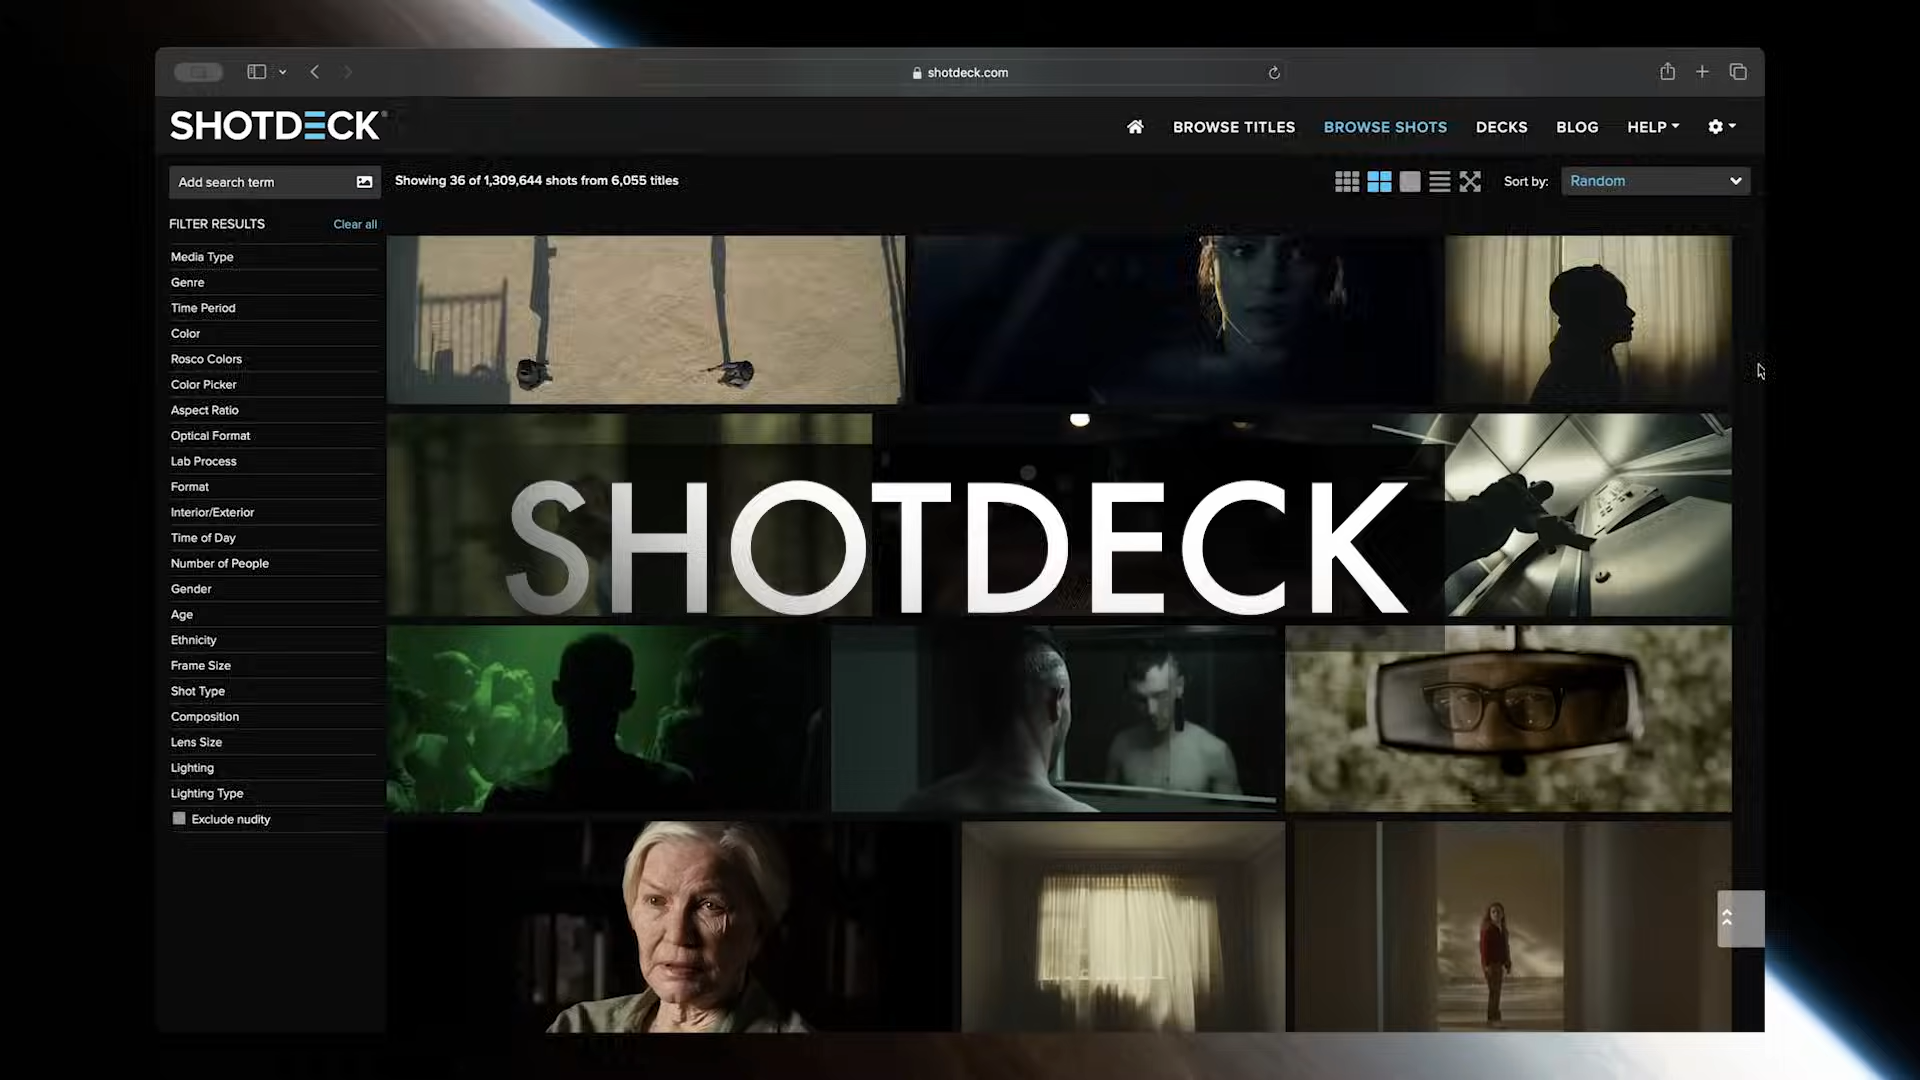 shotdeck.com
SHOTDECK
BROWSE TITLES
BROWSE SHOTS
DECKS
BLOG
HELP
Add search term
Showing 36 of 1,309,644 shots from 6,055 titles
Sort by:
Random
FILTER RESULTS
Clear all
Media Type
Genre
Time Period
Color
Rosco Colors
Color Picker
Aspect Ratio
Optical Format
Lab Process
Format
Interior/Exterior
Time of Day
Number of People
Gender
Age
Ethnicity
Frame Size
Shot Type
Composition
Lens Size
Lighting
Lighting Type
Exclude nudity
SHOTDECK